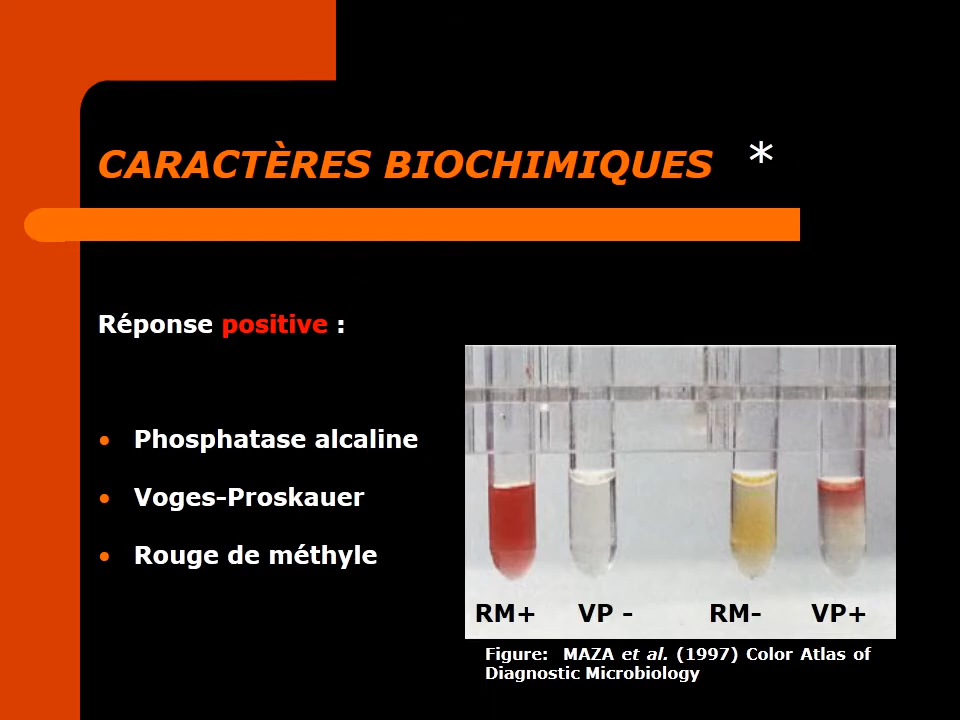 CARACTÈRES BIOCHIMIQUES *
Réponse positive :
• Phosphatase alcaline
• Voges-Proskauer
• Rouge de méthyle
RM+ VP - RM- VP+
Figure: MAZA et al. (1997) Color Atlas of
Diagnostic Microbiology